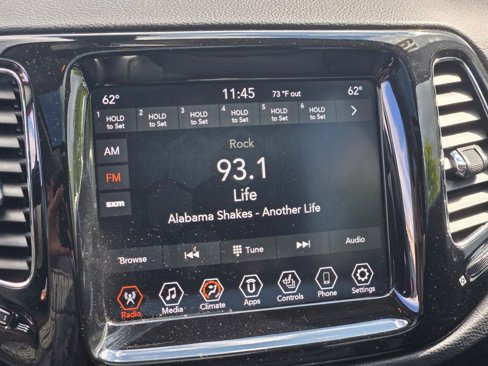 62° 11:45 73 °F out 62°
1 HOLD to Set 2 HOLD to Set 3 HOLD to Set 4 HOLD to Set 5 HOLD to Set 6 HOLD to Set
AM
FM
sxm
Rock
93.1
Life
Alabama Shakes - Another Life
Browse Tune Audio
Radio Media Climate Apps Controls Phone Settings